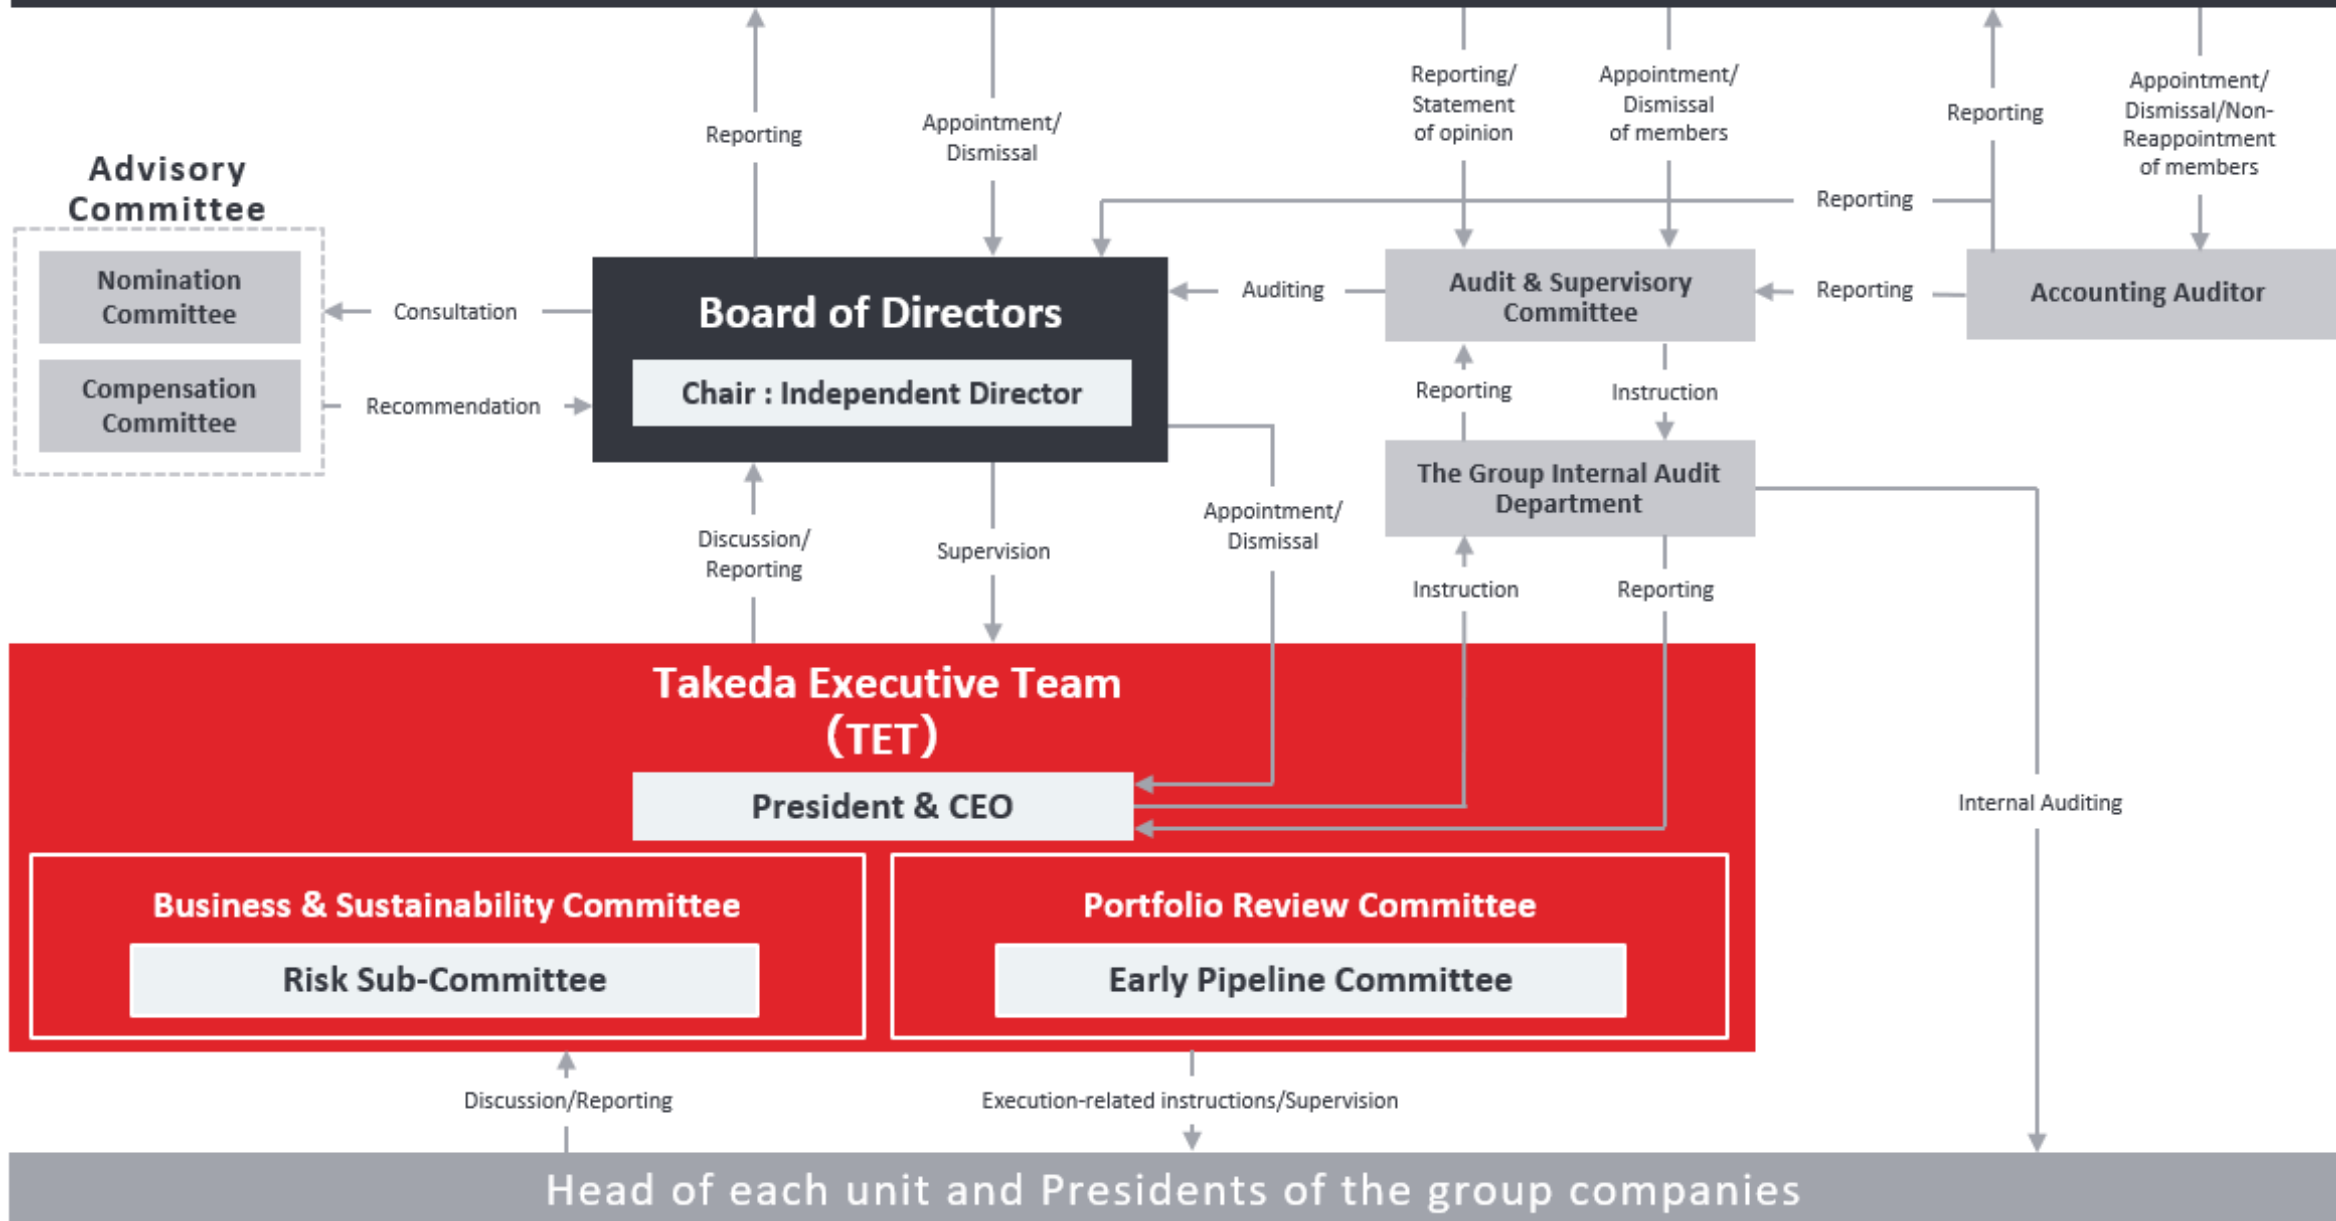 Reporting
Appointment/
Dismissal
Reporting/
Statement
of opinion
Appointment/
Dismissal
of members
Reporting
Appointment/
Dismissal/Non-
Reappointment
of members
Reporting
Advisory
Committee
Nomination
Committee
Compensation
Committee
Consultation
Recommendation
Board of Directors
Chair : Independent Director
Auditing
Audit & Supervisory
Committee
Reporting
Accounting Auditor
Reporting
Instruction
The Group Internal Audit
Department
Discussion/
Reporting
Supervision
Appointment/
Dismissal
Instruction
Reporting
Takeda Executive Team
(TET)
President & CEO
Internal Auditing
Business & Sustainability Committee
Risk Sub-Committee
Portfolio Review Committee
Early Pipeline Committee
Discussion/Reporting
Execution-related instructions/Supervision
Head of each unit and Presidents of the group companies